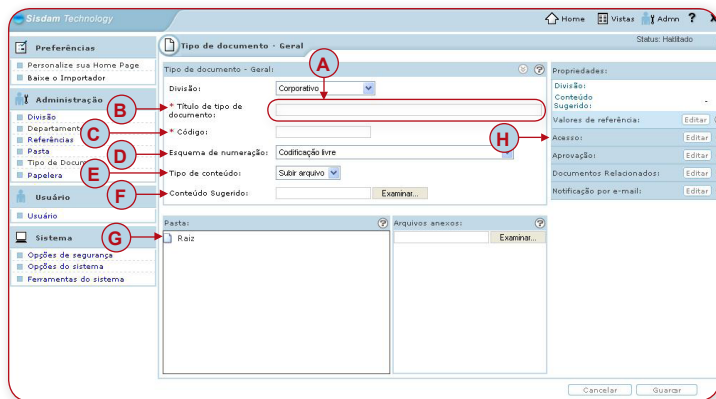 Sisdam Technology
Home
Vistas
Admn
?
Status: Habilitado
Preferências
Personalize sua Home Page
Baixe o Importador
Administração
Divisão
Departamento
Referências
Pasta
Tipo de Docum
Papelera
Usuário
Usuário
Sistema
Opções de segurança
Opções do sistema
Ferramentas do sistema
Tipo de documento - Geral
Tipo de documento - Geral:
Divisão:
Corporativo
* Título de tipo de
documento:
* Código:
Esquema de numeração:
Codificação livre
Tipo de conteúdo:
Subir arquivo
Conteúdo Sugerido:
Examinar...
Pasta:
Raiz
Arquivos anexos:
Examinar...
Propriedades:
Divisão:
Conteúdo
Sugerido:
-
Valores de referência:
Editar
Acesso:
Editar
Aprovação:
Editar
Documentos Relacionados:
Editar
Notificação por e-mail:
Editar
Cancelar
Guardar
A
B
C
D
E
F
G
H